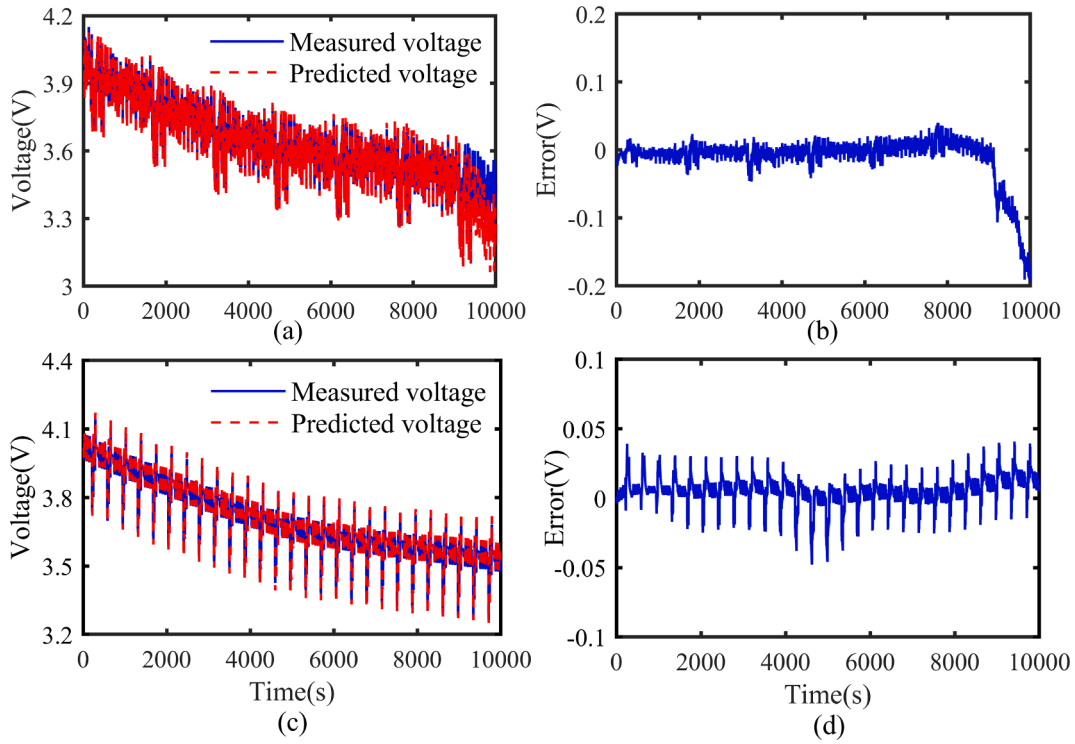 4.2
3.9
3.6
3.3
3
Voltage(V)
Measured voltage
Predicted voltage
0 2000 4000 6000 8000 10000
(a)
0.2
0.1
0
-0.1
-0.2
Error(V)
0 2000 4000 6000 8000 10000
(b)
4.4
4.1
3.8
3.5
3.2
Voltage(V)
Measured voltage
Predicted voltage
0 2000 4000 6000 8000 10000
Time(s)
(c)
0.1
0.05
0
-0.05
-0.1
Error(V)
0 2000 4000 6000 8000 10000
Time(s)
(d)